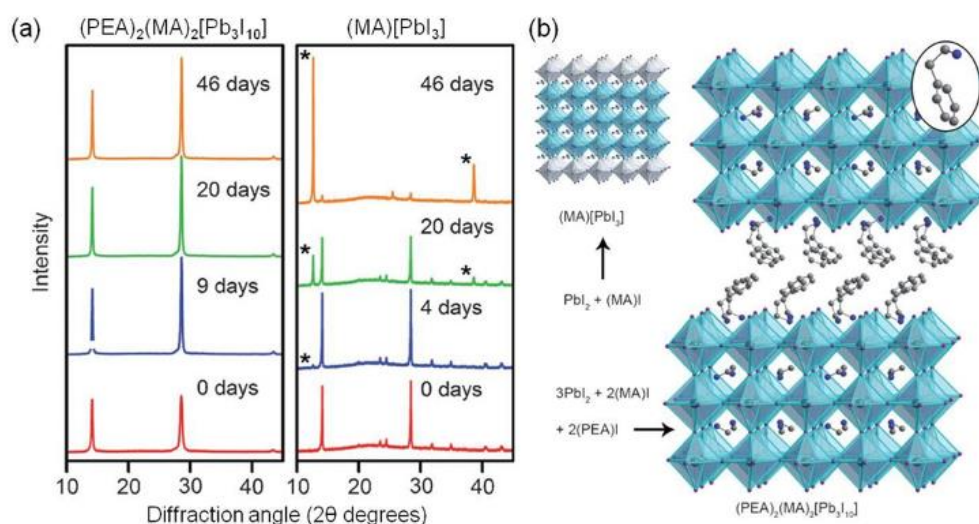 (a)
(PEA)₂(MA)₂[Pb₃I₁₀]
(MA)[PbI₃]
46 days
20 days
9 days
0 days
* 46 days
*
20 days
* *
4 days
*
0 days
Intensity
10 20 30 40
10 20 30 40
Diffraction angle (2θ degrees)
(b)
(MA)[PbI₃]
PbI₂ + (MA)I
3PbI₂ + 2(MA)I
+ 2(PEA)I
(PEA)₂(MA)₂[Pb₃I₁₀]